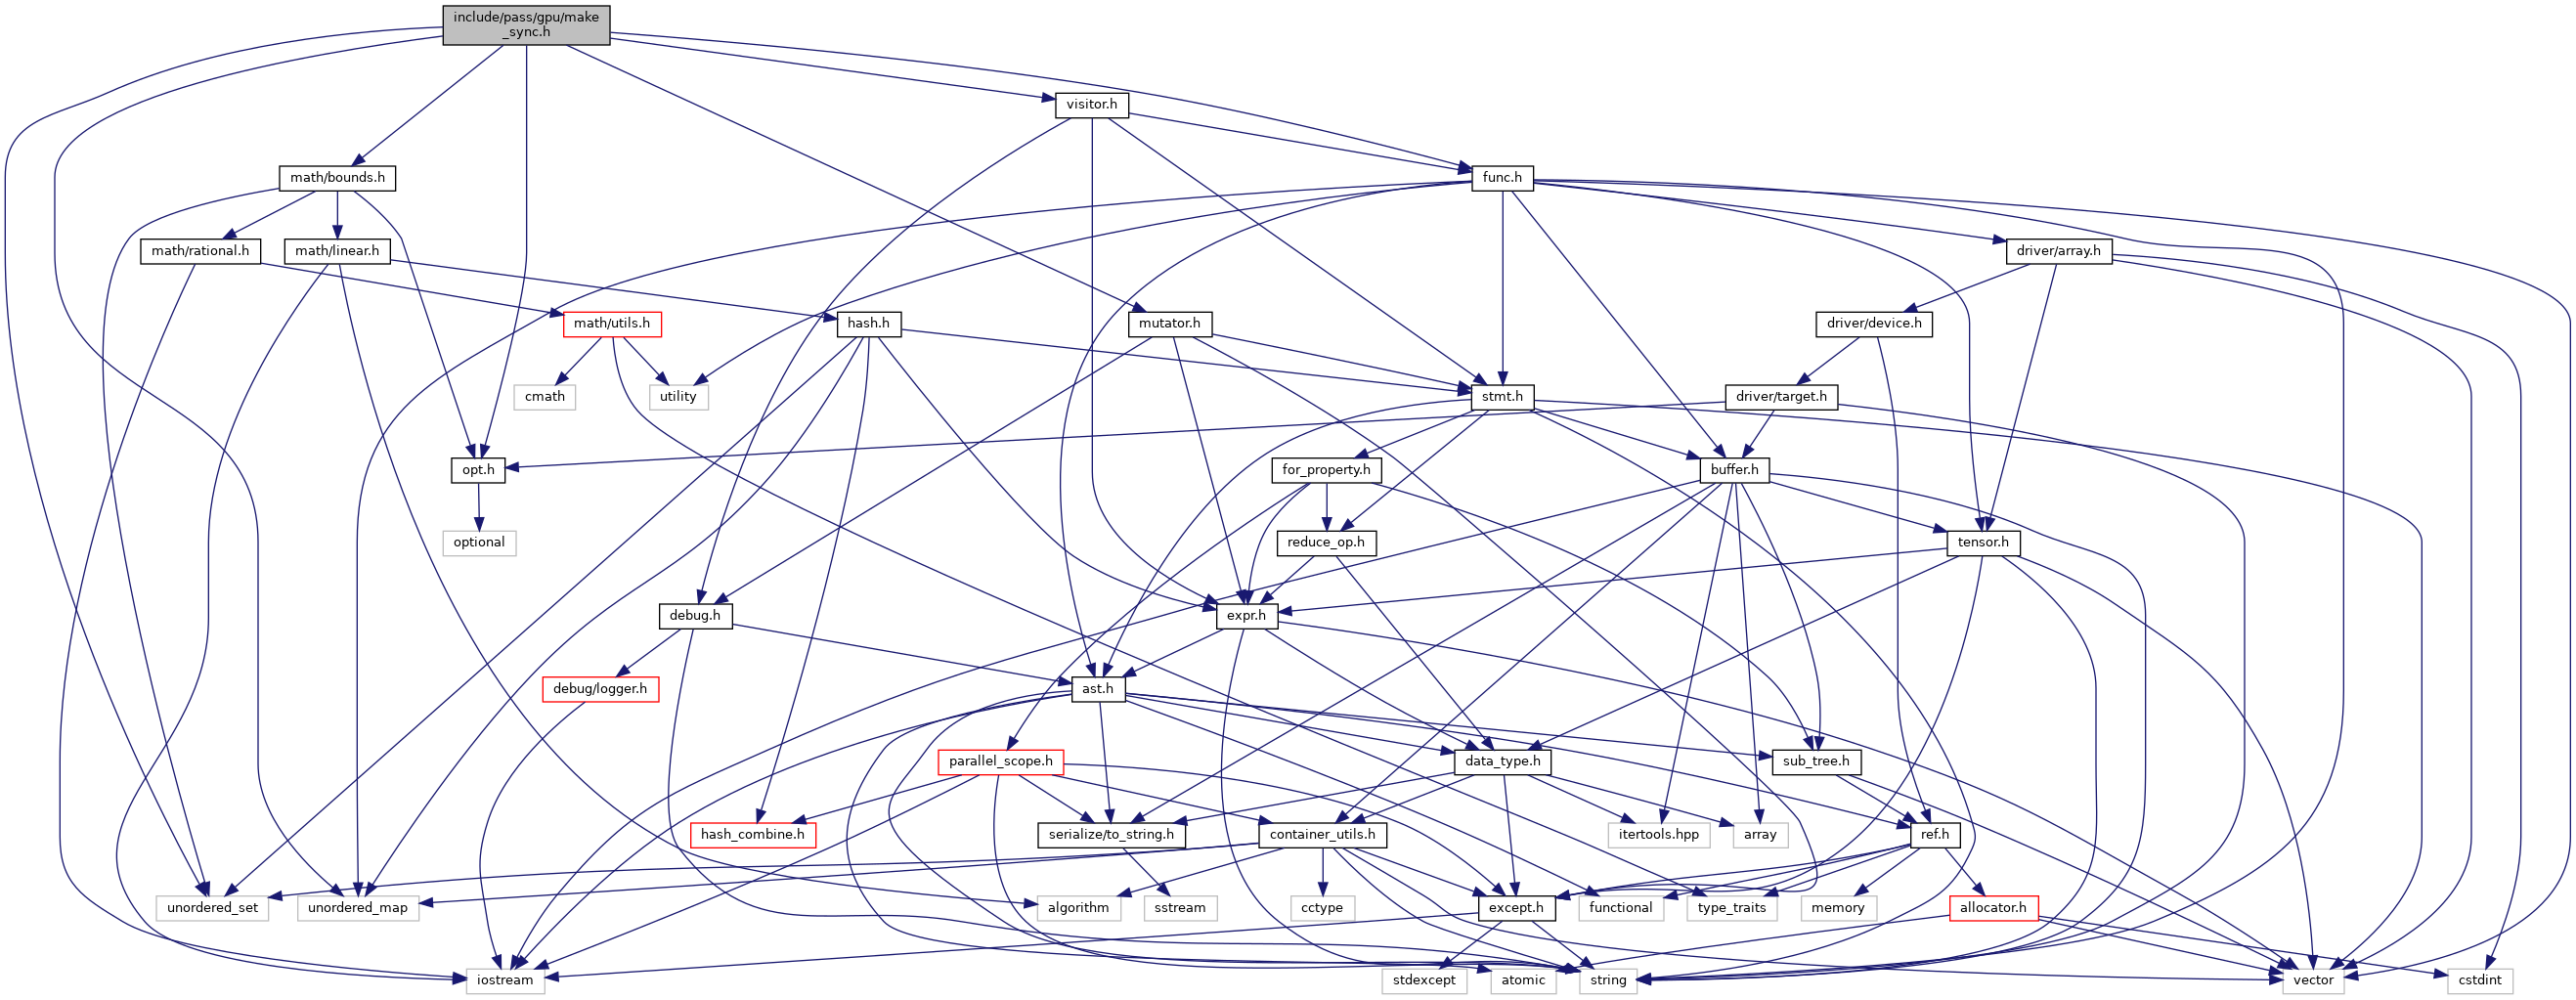 include/pass/gpu/make
_sync.h
visitor.h
math/bounds.h
func.h
math/rational.h
math/linear.h
driver/array.h
math/utils.h
hash.h
mutator.h
driver/device.h
cmath
utility
stmt.h
driver/target.h
opt.h
for_property.h
buffer.h
optional
reduce_op.h
tensor.h
debug.h
expr.h
debug/logger.h
ast.h
parallel_scope.h
data_type.h
sub_tree.h
hash_combine.h
serialize/to_string.h
container_utils.h
itertools.hpp
array
ref.h
unordered_set
unordered_map
algorithm
sstream
cctype
except.h
functional
type_traits
memory
allocator.h
iostream
stdexcept
atomic
string
vector
cstdint